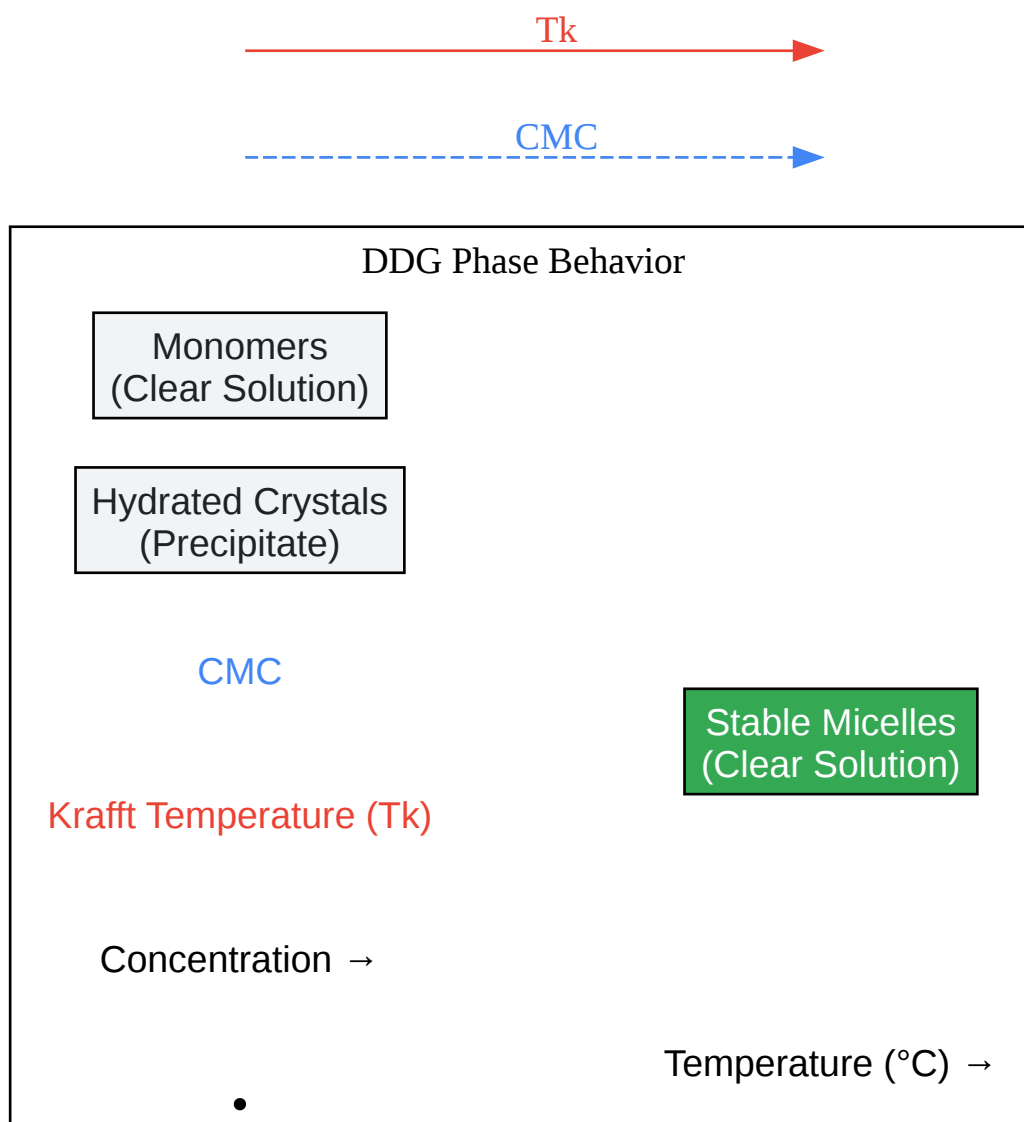 Tk
CMC
DDG Phase Behavior
Monomers
(Clear Solution)
Hydrated Crystals
(Precipitate)
CMC
Stable Micelles
(Clear Solution)
Krafft Temperature (Tk)
Concentration →
Temperature (°C) →